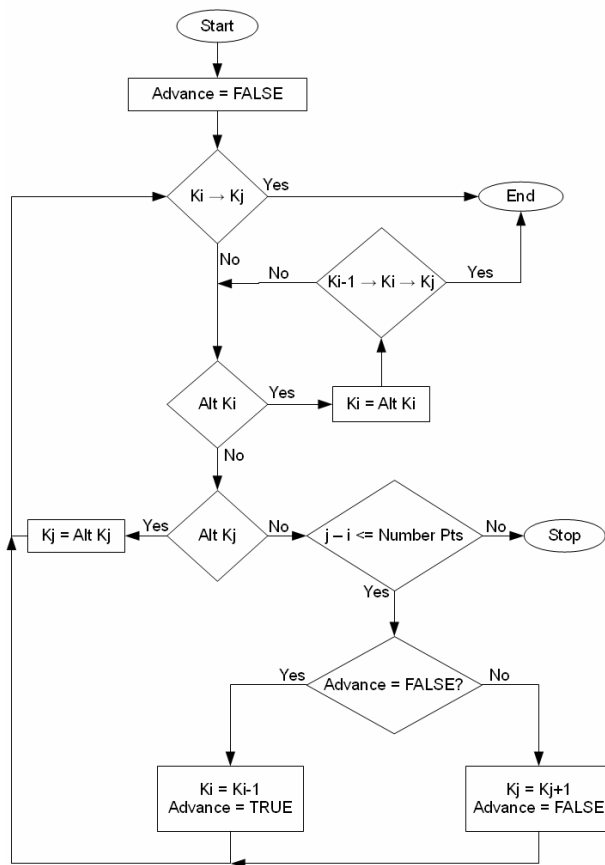 Start
Advance = FALSE
Ki → Kj
Yes
End
No
No
Ki-1 → Ki → Kj
Yes
Alt Ki
Yes
Ki = Alt Ki
No
Kj = Alt Kj
Yes
Alt Kj
No
j – i <= Number Pts
No
Stop
Yes
Yes
Advance = FALSE?
No
Ki = Ki-1
Advance = TRUE
Kj = Kj+1
Advance = FALSE